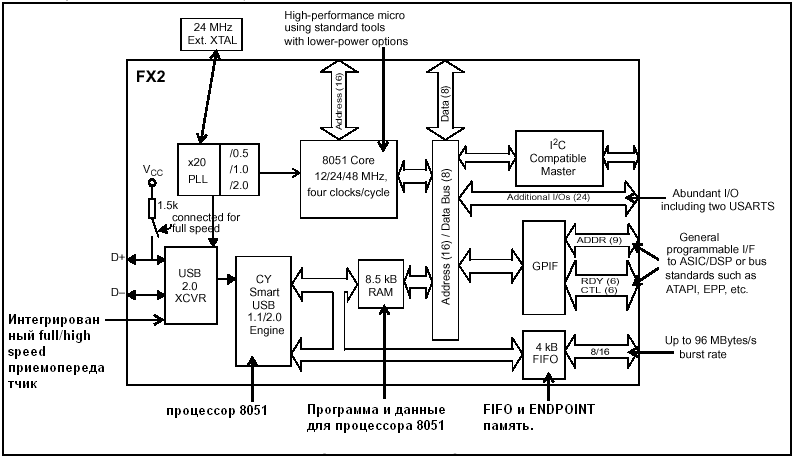 24 MHz
Ext. XTAL
High-performance micro
using standard tools
with lower-power options
FX2
Address (16)
Data (8)
x20
PLL
/0.5
/1.0
/2.0
8051 Core
12/24/48 MHz,
four clocks/cycle
I2C
Compatible
Master
VCC
1.5k
connected for
full speed
Additional I/Os (24)
Abundant I/O
including two USARTS
Address (16) / Data Bus (8)
D+
D–
USB
2.0
XCVR
CY
Smart
USB
1.1/2.0
Engine
8.5 kB
RAM
GPIF
ADDR (9)
RDY (6)
CTL (6)
General
programmable I/F
to ASIC/DSP or bus
standards such as
ATAPI, EPP, etc.
4 kB
FIFO
8/16
Up to 96 MBytes/s
burst rate
Интегрирован
ный full/high
speed
приемопереда
тчик
процессор 8051
Программа и данные
для процессора 8051
FIFO и ENDPOINT
память.